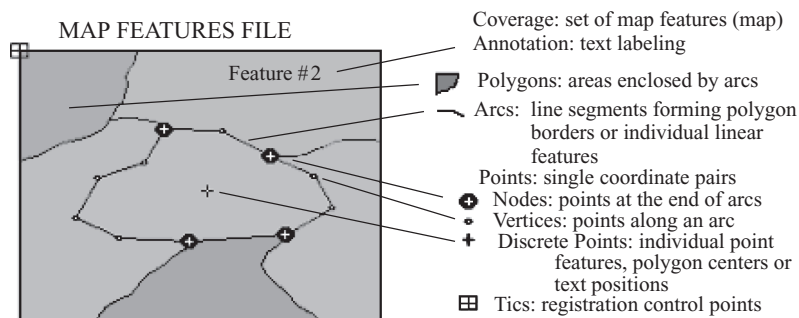 MAP FEATURES FILE
Feature #2
Coverage: set of map features (map)
Annotation: text labeling
Polygons: areas enclosed by arcs
Arcs: line segments forming polygon
borders or individual linear
features
Points: single coordinate pairs
Nodes: points at the end of arcs
Vertices: points along an arc
Discrete Points: individual point
features, polygon centers or
text positions
Tics: registration control points